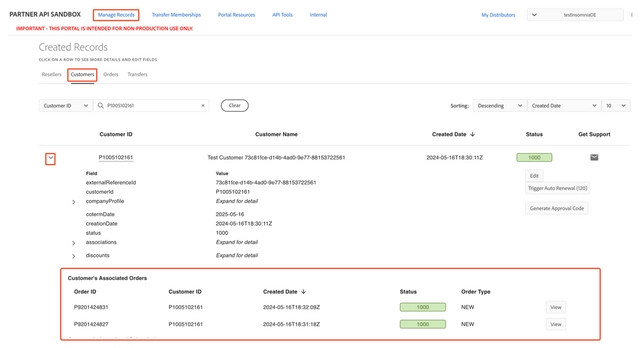 PARTNER API SANDBOX Manage Records Transfer Memberships Portal Resources API Tools Internal My Distributors testInsomniaDE
IMPORTANT - THIS PORTAL IS INTENDED FOR NON-PRODUCTION USE ONLY.
Created Records
CLICK ON A ROW TO SEE MORE DETAILS AND EDIT FIELDS
Resellers Customers Orders Transfers
Customer ID P1005102161 × Clear Sorting: Descending Created Date 10
Customer ID Customer Name Created Date ↓ Status Get Support
P1005102161 Test Customer 73c81fce-d14b-4ad0-9e77-88153722561 2024-05-16T18:30:11Z 1000
Field Value Edit
externalReferenceId 73c81fce-d14b-4ad0-9e77-88153722561
customerId P1005102161 Trigger Auto Renewal (120)
companyProfile Expand for detail
cotermDate 2025-05-16 Generate Approval Code
creationDate 2024-05-16T18:30:11Z
status 1000
associations Expand for detail
discounts Expand for detail
Customer's Associated Orders
Order ID Customer ID Created Date ↓ Status Order Type
P9201424831 P1005102161 2024-05-16T18:32:09Z 1000 NEW View
P9201424827 P1005102161 2024-05-16T18:31:18Z 1000 NEW View